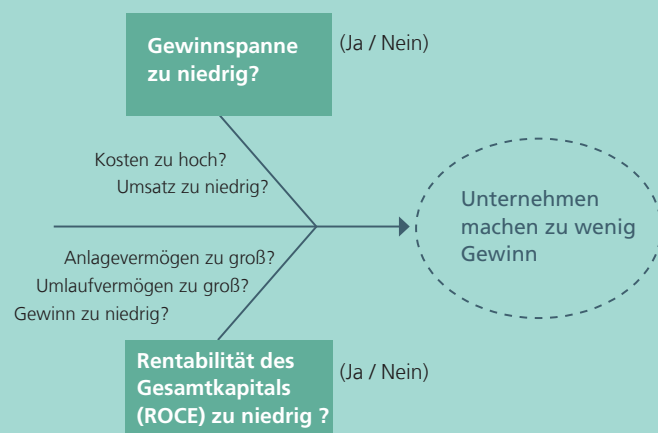 Gewinnspanne
zu niedrig?
(Ja / Nein)
Kosten zu hoch?
Umsatz zu niedrig?
Unternehmen
machen zu wenig
Gewinn
Anlagevermögen zu groß?
Umlaufvermögen zu groß?
Gewinn zu niedrig?
Rentabilität des
Gesamtkapitals
(ROCE) zu niedrig ?
(Ja / Nein)